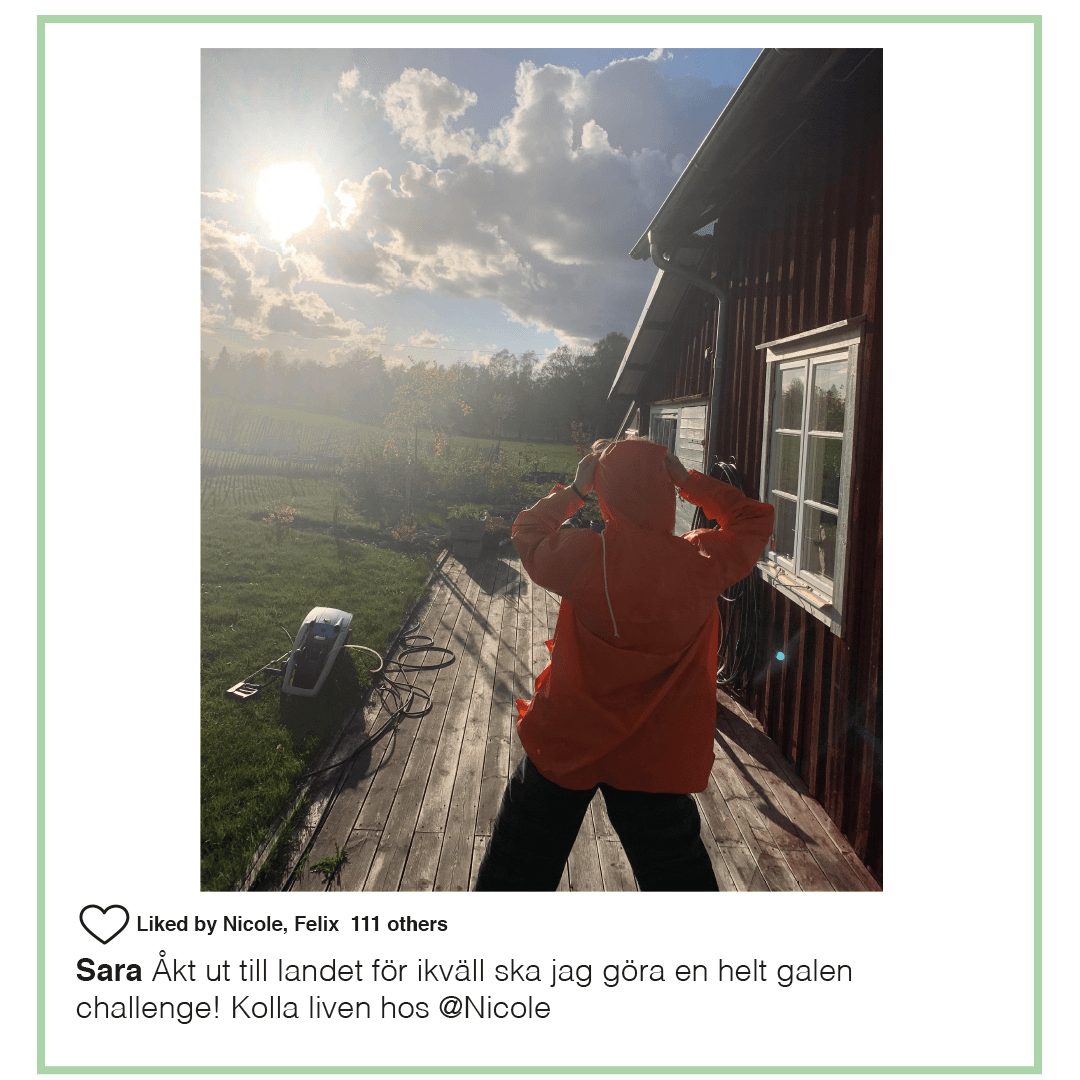 Liked by Nicole, Felix  111 others
Sara Åkt ut till landet för ikväll ska jag göra en helt galen
challenge! Kolla liven hos @Nicole